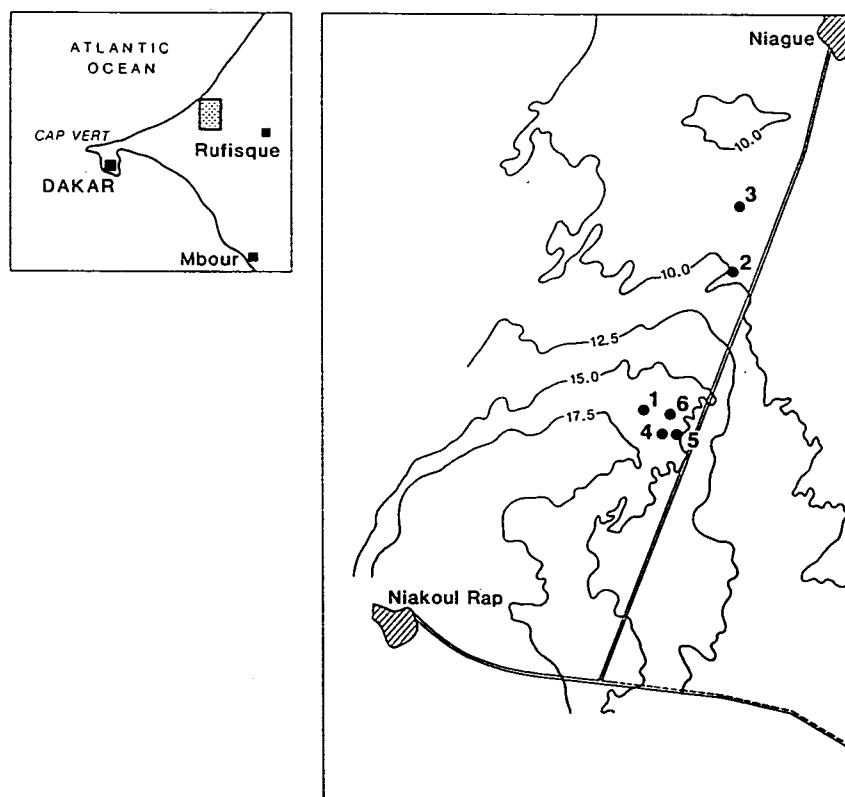 ATLANTIC
OCEAN
CAP VERT
Rufisque
DAKAR
Mbour
Niague
10.0
3
2
10.0
12.5
15.0
1
6
17.5
4
5
Niakoul Rap